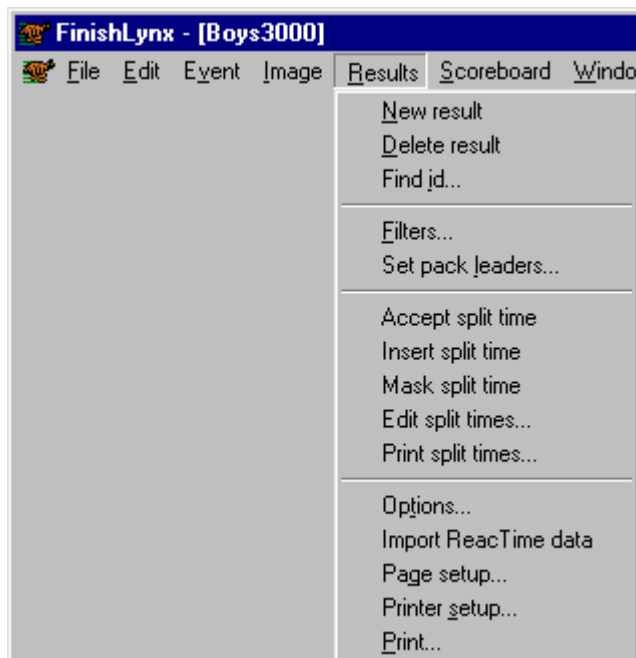 FinishLynx - [Boys3000]
File Edit Event Image Results Scoreboard Windo
New result
Delete result
Find id...
Filters...
Set pack leaders...
Accept split time
Insert split time
Mask split time
Edit split times...
Print split times...
Options...
Import ReacTime data
Page setup...
Printer setup...
Print...